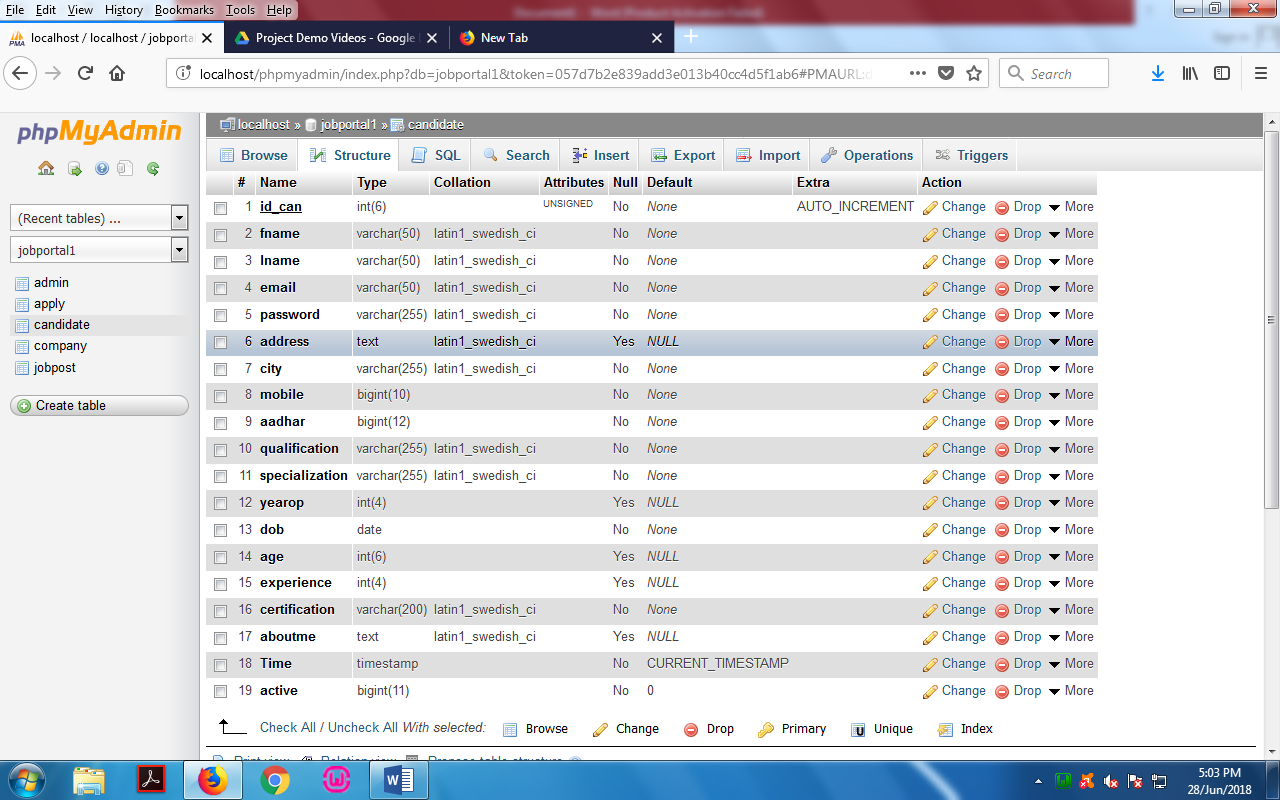 File Edit View History Bookmarks Tools Help
localhost / localhost / jobportal Project Demo Videos - Google New Tab
localhost/phpmyadmin/index.php?db=jobportal1&token=057d7b2e839add3e013b40cc4d5f1ab6#PMAURL: Search
phpMyAdmin
(Recent tables) ...
jobportal1
admin
apply
candidate
company
jobpost
Create table
localhost » jobportal1 » candidate
Browse Structure SQL Search Insert Export Import Operations Triggers
# Name Type Collation Attributes Null Default Extra Action
1 id_can int(6) UNSIGNED No None AUTO_INCREMENT Change Drop More
2 fname varchar(50) latin1_swedish_ci No None Change Drop More
3 lname varchar(50) latin1_swedish_ci No None Change Drop More
4 email varchar(50) latin1_swedish_ci No None Change Drop More
5 password varchar(255) latin1_swedish_ci No None Change Drop More
6 address text latin1_swedish_ci Yes NULL Change Drop More
7 city varchar(255) latin1_swedish_ci No None Change Drop More
8 mobile bigint(10) No None Change Drop More
9 aadhar bigint(12) No None Change Drop More
10 qualification varchar(255) latin1_swedish_ci No None Change Drop More
11 specialization varchar(255) latin1_swedish_ci No None Change Drop More
12 yearop int(4) Yes NULL Change Drop More
13 dob date No None Change Drop More
14 age int(6) Yes NULL Change Drop More
15 experience int(4) Yes NULL Change Drop More
16 certification varchar(200) latin1_swedish_ci No None Change Drop More
17 aboutme text latin1_swedish_ci Yes NULL Change Drop More
18 Time timestamp No CURRENT_TIMESTAMP Change Drop More
19 active bigint(11) No 0 Change Drop More
Check All / Uncheck All With selected: Browse Change Drop Primary Unique Index
Print view Relation view Propose table structure
5:03 PM
28/Jun/2018